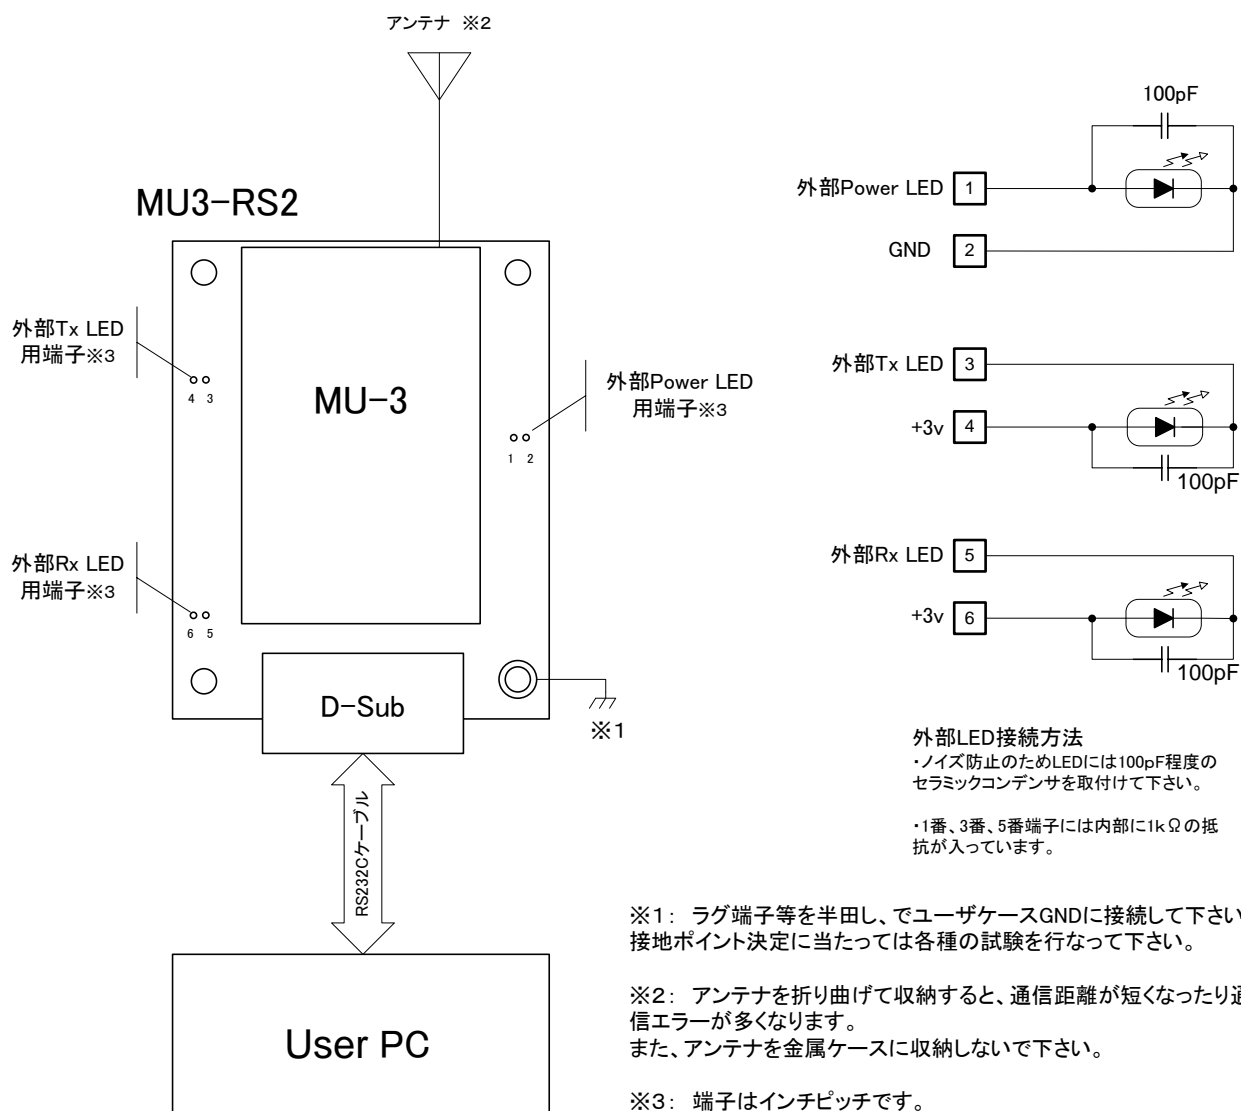 アンテナ ※2
100pF
MU3-RS2
外部Power LED
1
GND
2
外部Tx LED
用端子※3
4 3
MU-3
外部Power LED
用端子※3
1 2
外部Tx LED
3
+3v
4
100pF
外部Rx LED
用端子※3
6 5
外部Rx LED
5
+3v
6
100pF
D-Sub
※1
RS232Cケーブル
User PC
外部LED接続方法
・ノイズ防止のためLEDには100pF程度の
セラミックコンデンサを取付けて下さい。
・1番、3番、5番端子には内部に1kΩの抵
抗が入っています。
※1: ラグ端子等を半田し、でユーザケースGNDに接続して下さい
接地ポイント決定に当たっては各種の試験を行なって下さい。
※2: アンテナを折り曲げて収納すると、通信距離が短くなったり通
信エラーが多くなります。
また、アンテナを金属ケースに収納しないで下さい。
※3: 端子はインチピッチです。